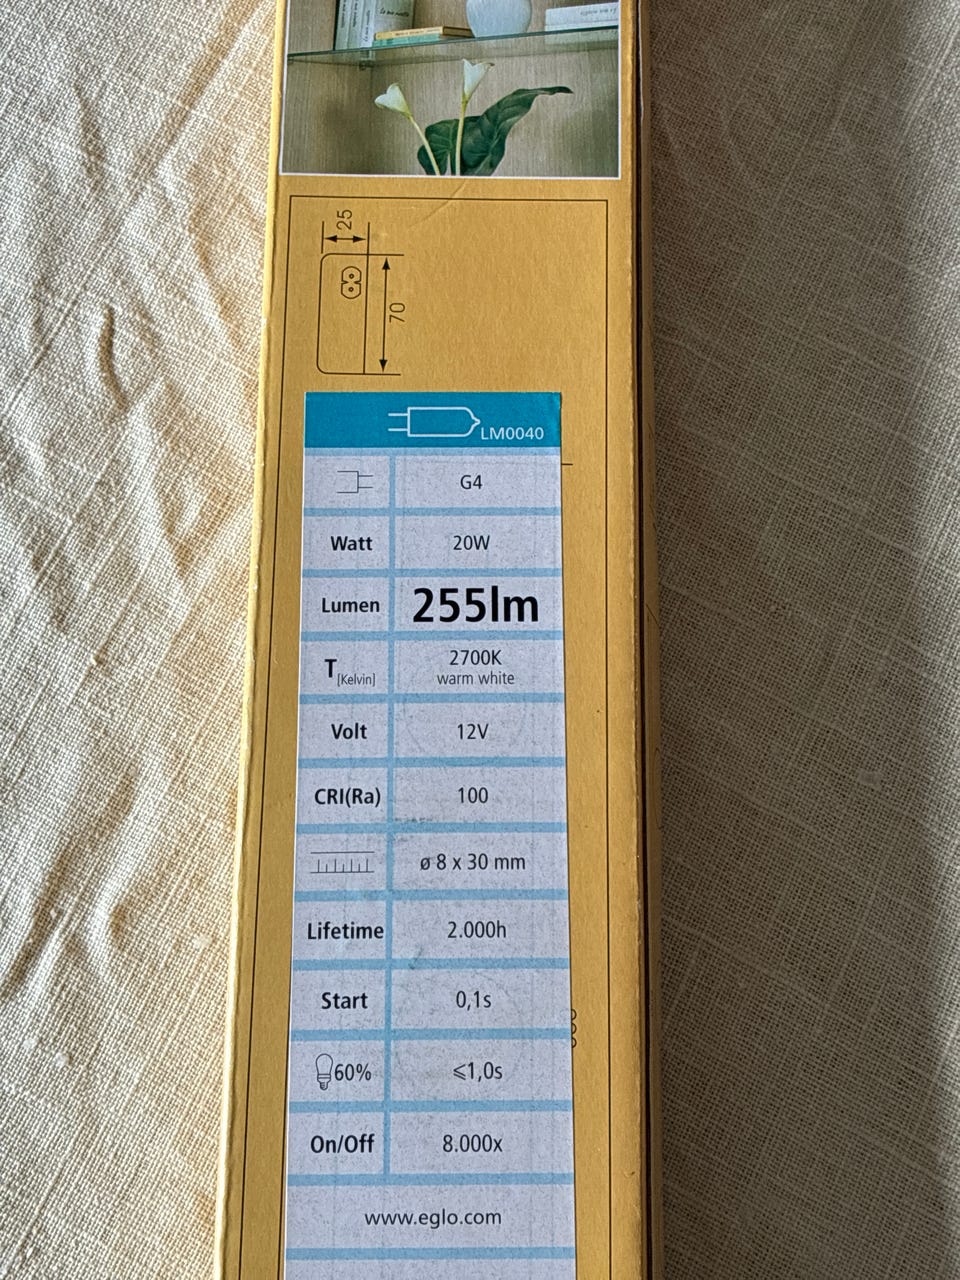 25
70
LM0040
G4
Watt 20W
Lumen 255lm
T [Kelvin] 2700K
warm white
Volt 12V
CRI(Ra) 100
ø 8 x 30 mm
Lifetime 2.000h
Start 0,1s
60% ⩽1,0s
On/Off 8.000x
www.eglo.com